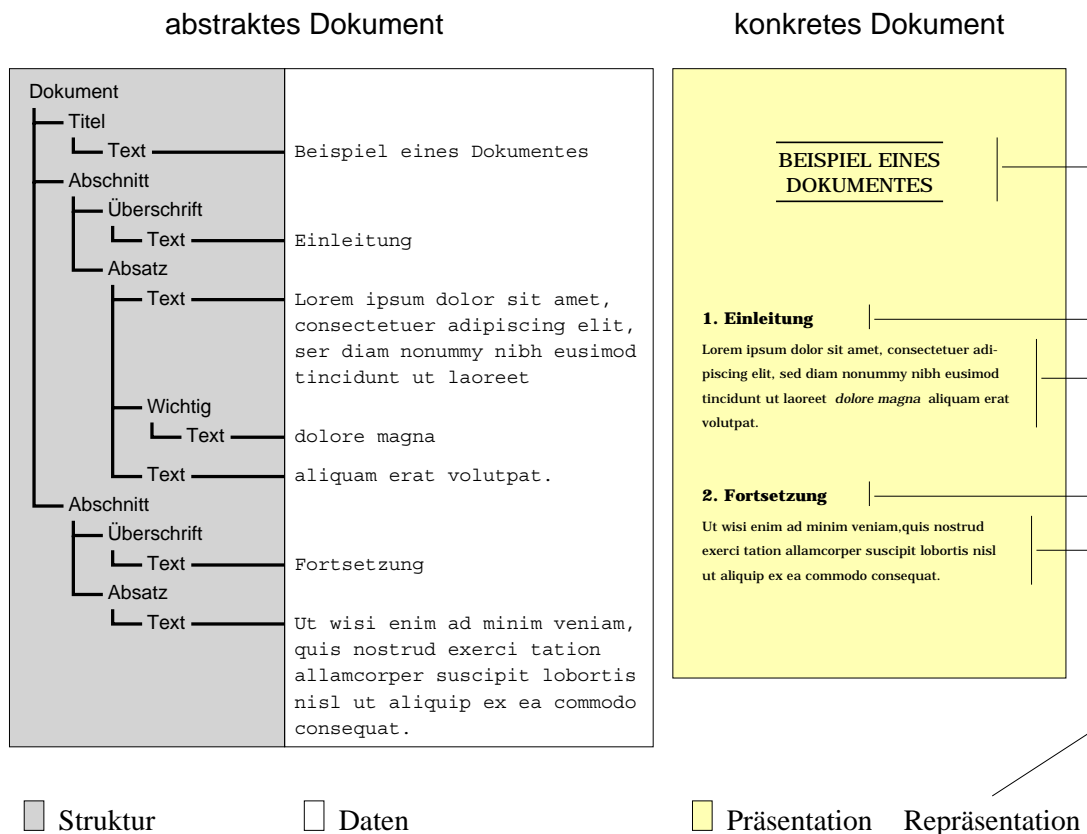 abstraktes Dokument
konkretes Dokument
Dokument
Titel
Text
Beispiel eines Dokumentes
Abschnitt
Überschrift
Text
Einleitung
Absatz
Text
Lorem ipsum dolor sit amet,
consectetuer adipiscing elit,
ser diam nonummy nibh eusimod
tincidunt ut laoreet
Wichtig
Text
dolore magna
Text
aliquam erat volutpat.
Abschnitt
Überschrift
Text
Fortsetzung
Absatz
Text
Ut wisi enim ad minim veniam,
quis nostrud exerci tation
allamcorper suscipit lobortis
nisl ut aliquip ex ea commodo
consequat.
BEISPIEL EINES
DOKUMENTES
1. Einleitung
Lorem ipsum dolor sit amet, consectetuer adi-
piscing elit, sed diam nonummy nibh eusimod
tincidunt ut laoreet dolore magna aliquam erat
volutpat.
2. Fortsetzung
Ut wisi enim ad minim veniam,quis nostrud
exerci tation allamcorper suscipit lobortis nisl
ut aliquip ex ea commodo consequat.
Struktur
Daten
Präsentation
Repräsentation